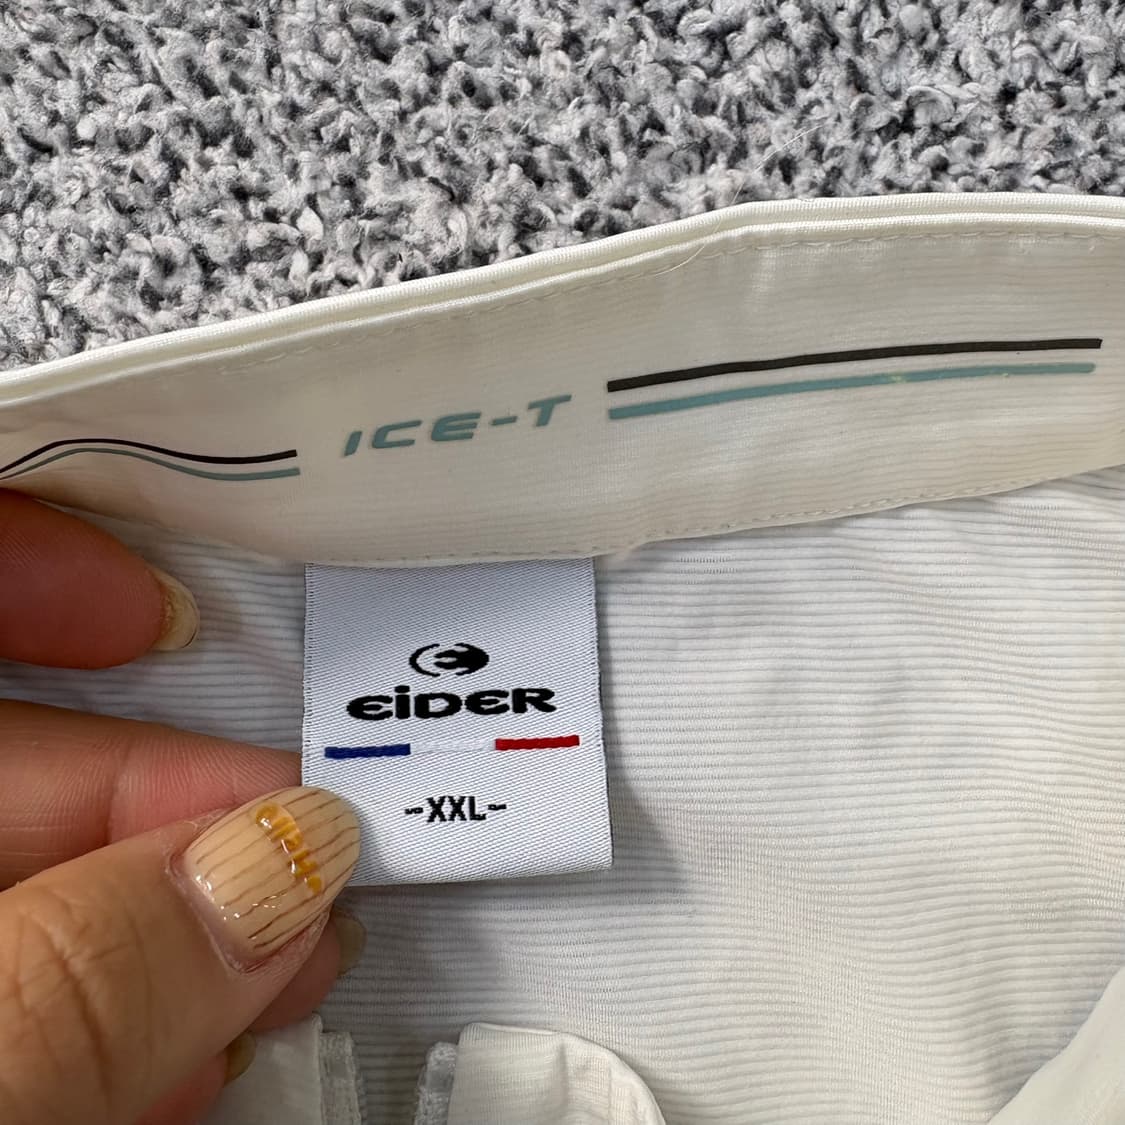 ICE-T
EiDER
-XXL-